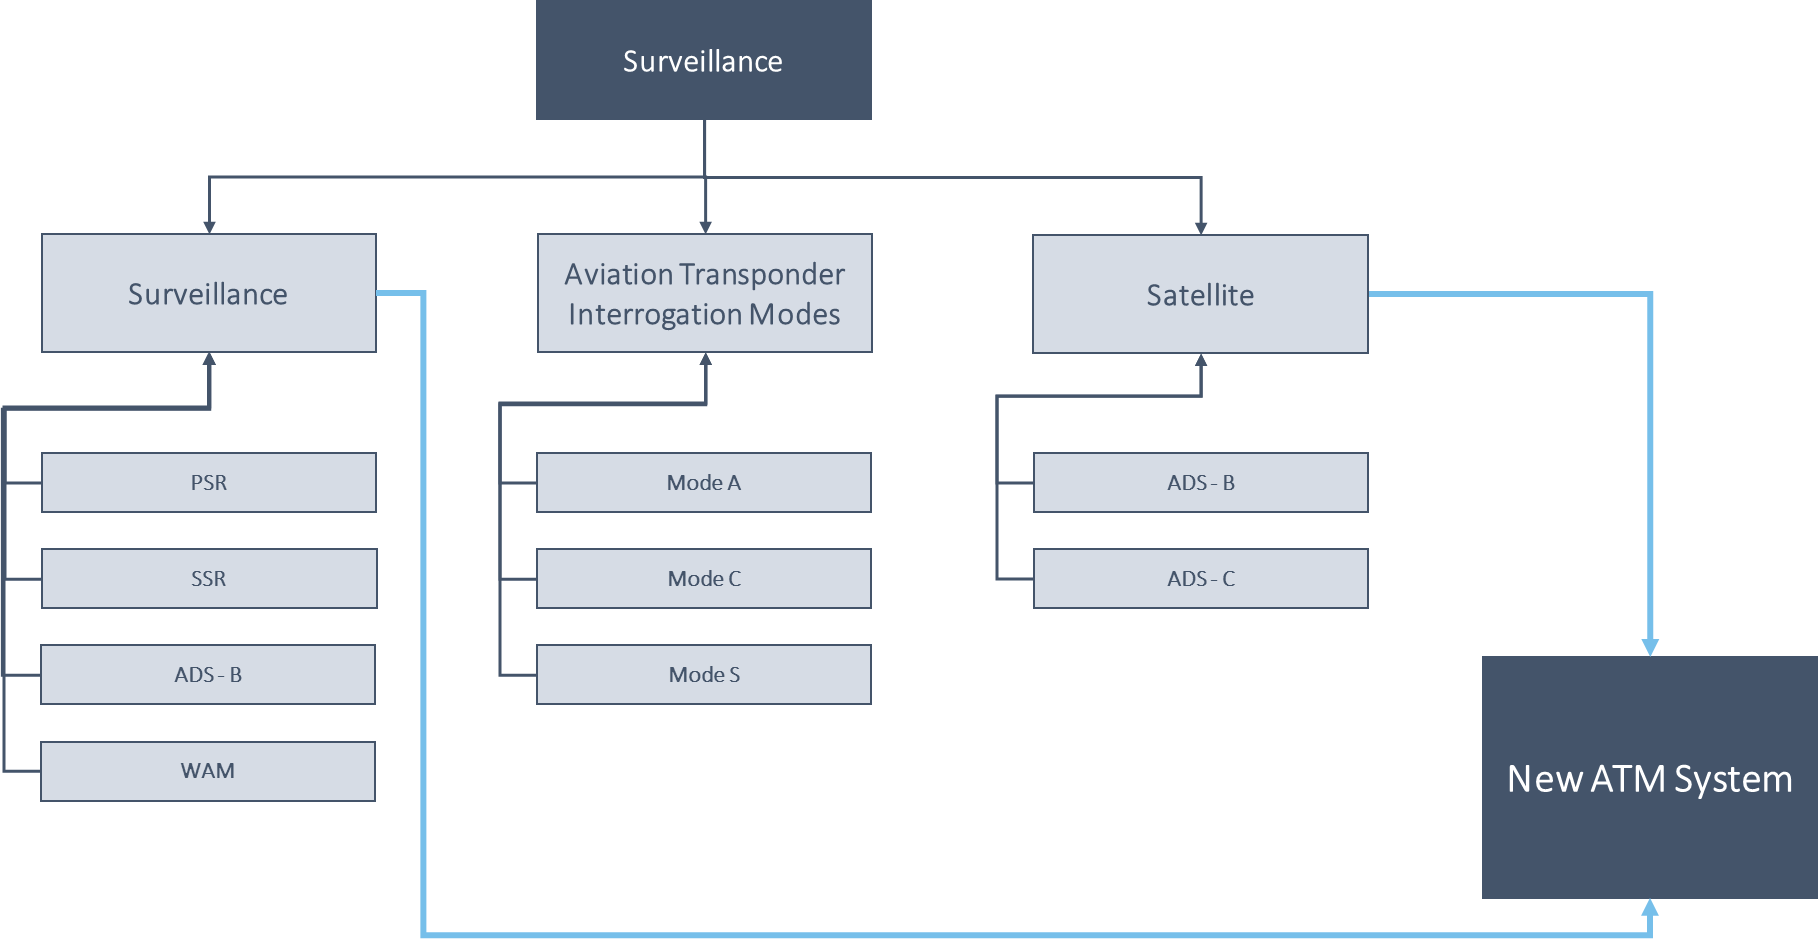 Surveillance
Surveillance
Aviation Transponder
Interrogation Modes
Satellite
PSR
SSR
ADS - B
WAM
Mode A
Mode C
Mode S
ADS - B
ADS - C
New ATM System